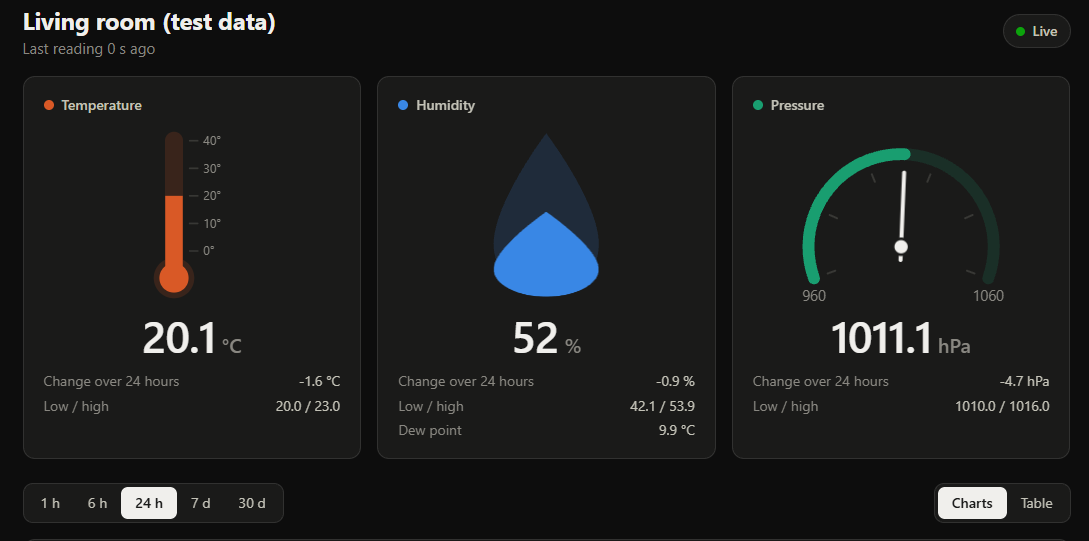 Living room (test data)
Last reading 0 s ago
Live
Temperature
40°
30°
20°
10°
0°
20.1 °C
Change over 24 hours -1.6 °C
Low / high 20.0 / 23.0
Humidity
52 %
Change over 24 hours -0.9 %
Low / high 42.1 / 53.9
Dew point 9.9 °C
Pressure
960 1060
1011.1 hPa
Change over 24 hours -4.7 hPa
Low / high 1010.0 / 1016.0
1 h 6 h 24 h 7 d 30 d
Charts Table